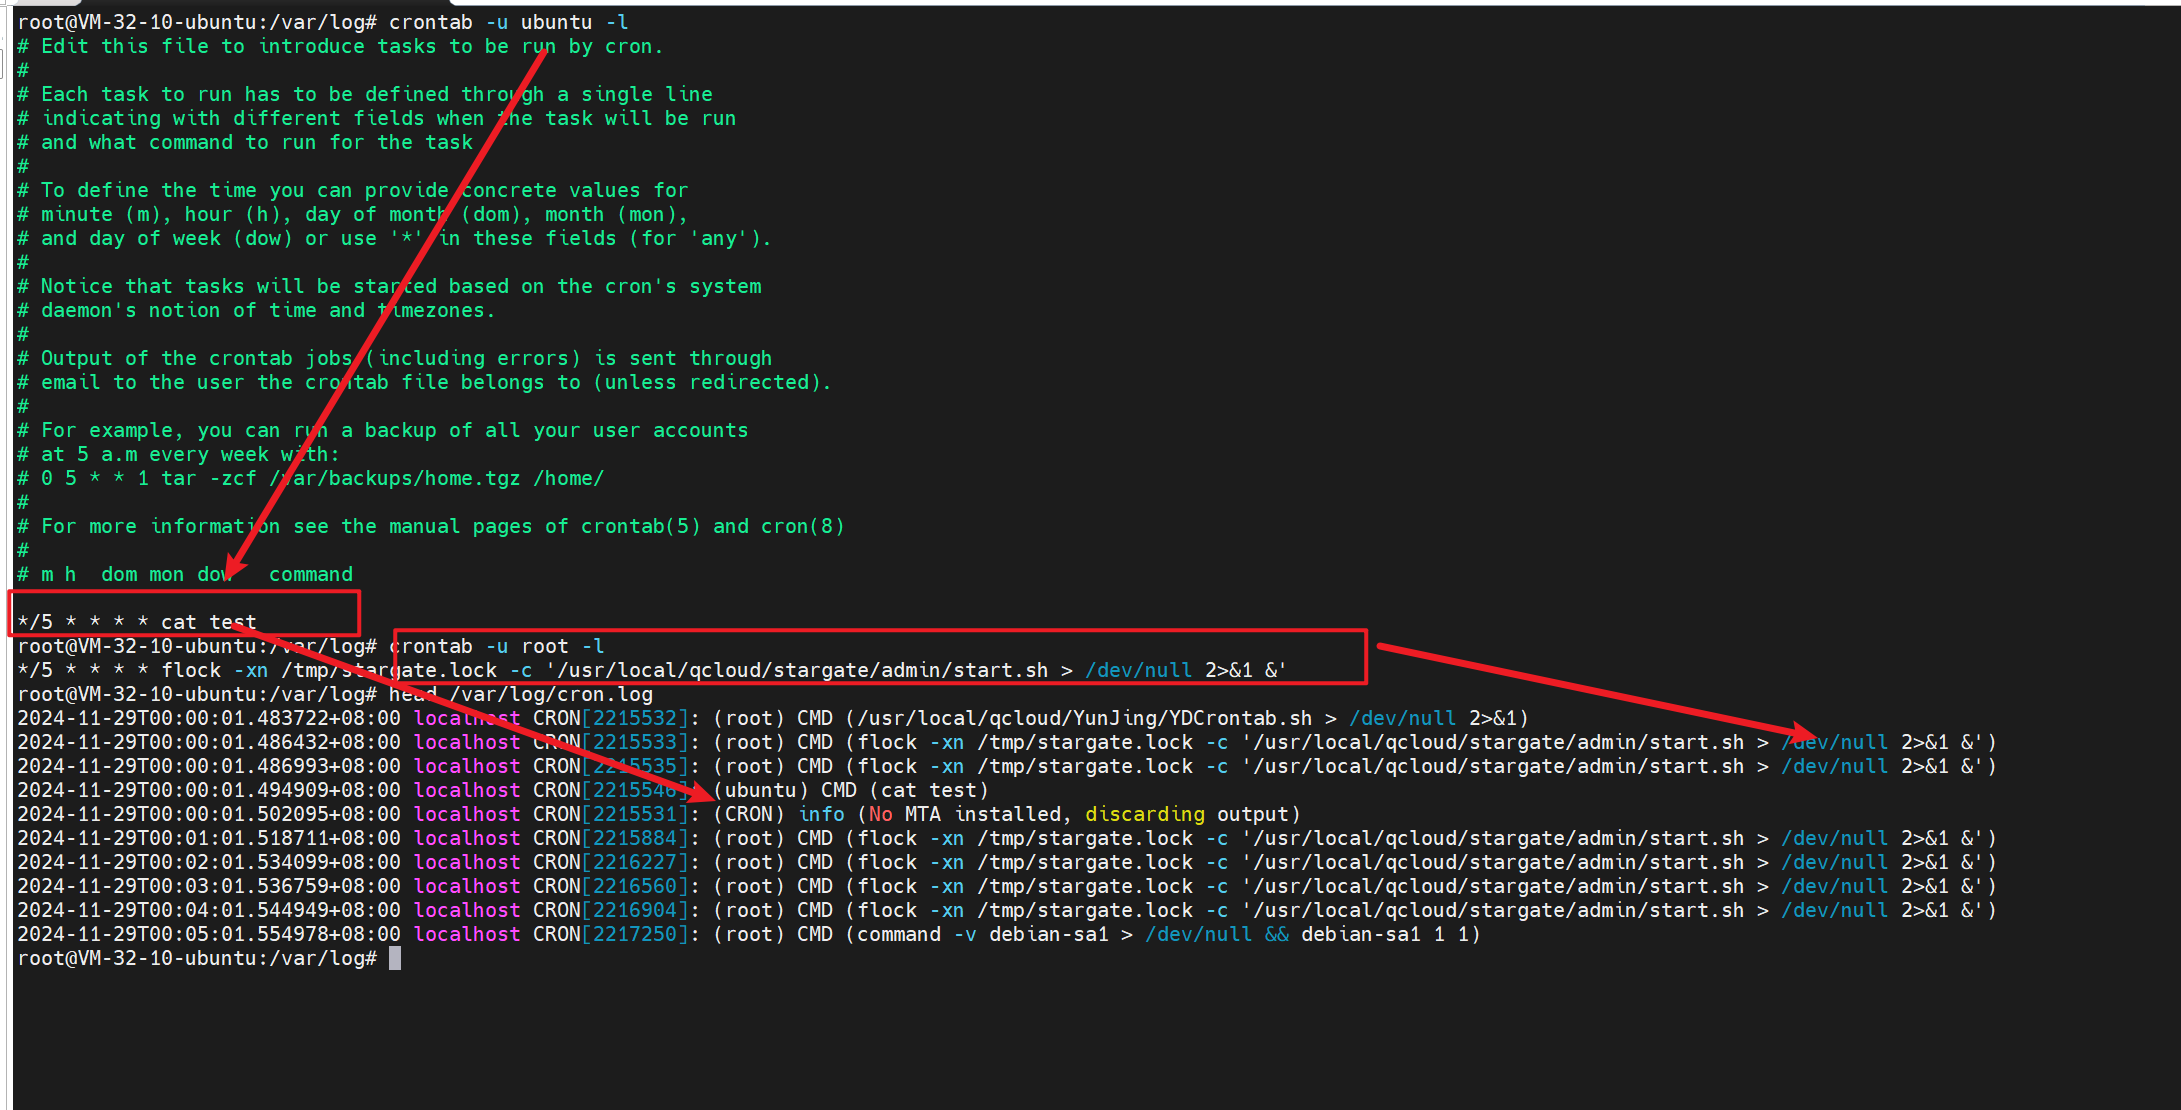 root@VM-32-10-ubuntu:/var/log# crontab -u ubuntu -l
# Edit this file to introduce tasks to be run by cron.
#
# Each task to run has to be defined through a single line
# indicating with different fields when the task will be run
# and what command to run for the task
#
# To define the time you can provide concrete values for
# minute (m), hour (h), day of month (dom), month (mon),
# and day of week (dow) or use '*' in these fields (for 'any').
#
# Notice that tasks will be started based on the cron's system
# daemon's notion of time and timezones.
#
# Output of the crontab jobs (including errors) is sent through
# email to the user the crontab file belongs to (unless redirected).
#
# For example, you can run a backup of all your user accounts
# at 5 a.m every week with:
# 0 5 * * 1 tar -zcf /var/backups/home.tgz /home/
#
# For more information see the manual pages of crontab(5) and cron(8)
#
# m h  dom mon dow   command
*/5 * * * * cat test
root@VM-32-10-ubuntu:/var/log# crontab -u root -l
*/5 * * * * flock -xn /tmp/stargate.lock -c '/usr/local/qcloud/stargate/admin/start.sh > /dev/null 2>&1 &'
root@VM-32-10-ubuntu:/var/log# head /var/log/cron.log
2024-11-29T00:00:01.483722+08:00 localhost CRON[2215532]: (root) CMD (/usr/local/qcloud/YunJing/YDCrontab.sh > /dev/null 2>&1)
2024-11-29T00:00:01.486432+08:00 localhost CRON[2215533]: (root) CMD (flock -xn /tmp/stargate.lock -c '/usr/local/qcloud/stargate/admin/start.sh > /dev/null 2>&1 &')
2024-11-29T00:00:01.486993+08:00 localhost CRON[2215535]: (root) CMD (flock -xn /tmp/stargate.lock -c '/usr/local/qcloud/stargate/admin/start.sh > /dev/null 2>&1 &')
2024-11-29T00:00:01.494909+08:00 localhost CRON[2215546]: (ubuntu) CMD (cat test)
2024-11-29T00:00:01.502095+08:00 localhost CRON[2215531]: (CRON) info (No MTA installed, discarding output)
2024-11-29T00:01:01.518711+08:00 localhost CRON[2215884]: (root) CMD (flock -xn /tmp/stargate.lock -c '/usr/local/qcloud/stargate/admin/start.sh > /dev/null 2>&1 &')
2024-11-29T00:02:01.534099+08:00 localhost CRON[2216227]: (root) CMD (flock -xn /tmp/stargate.lock -c '/usr/local/qcloud/stargate/admin/start.sh > /dev/null 2>&1 &')
2024-11-29T00:03:01.536759+08:00 localhost CRON[2216560]: (root) CMD (flock -xn /tmp/stargate.lock -c '/usr/local/qcloud/stargate/admin/start.sh > /dev/null 2>&1 &')
2024-11-29T00:04:01.544949+08:00 localhost CRON[2216904]: (root) CMD (flock -xn /tmp/stargate.lock -c '/usr/local/qcloud/stargate/admin/start.sh > /dev/null 2>&1 &')
2024-11-29T00:05:01.554978+08:00 localhost CRON[2217250]: (root) CMD (command -v debian-sa1 > /dev/null && debian-sa1 1 1)
root@VM-32-10-ubuntu:/var/log#